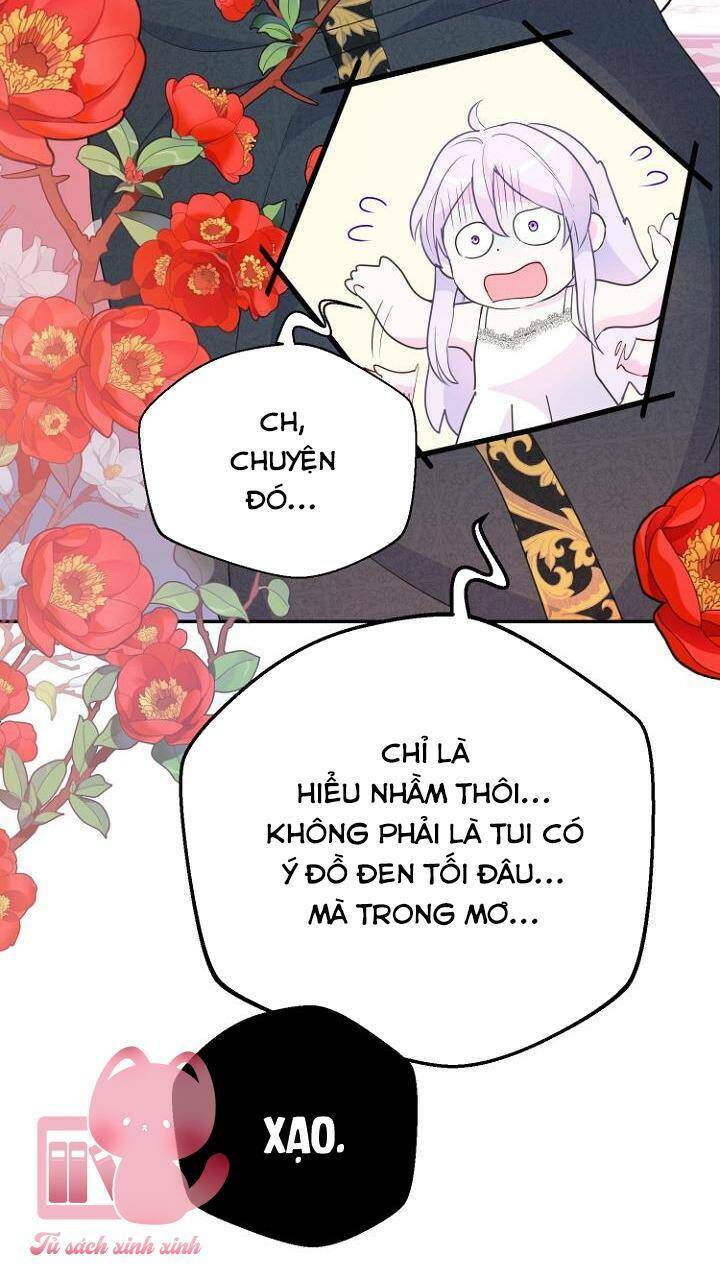 CH,
CHUYỆN
ĐÓ...
CHỈ LÀ
HIỂU NHẦM THÔI...
KHÔNG PHẢI LÀ TUI CÓ
Ý ĐỒ ĐEN TỐI ĐÂU...
MÀ TRONG MƠ...
XẠO.
Tủ sách xinh xinh